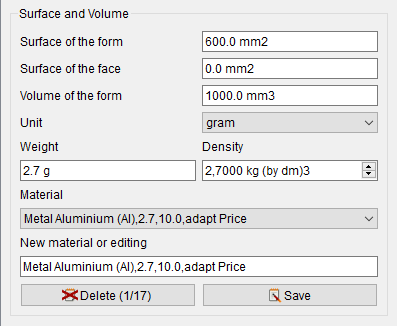 Surface and Volume
Surface of the form 600.0 mm2
Surface of the face 0.0 mm2
Volume of the form 1000.0 mm3
Unit gram
Weight Density
2.7 g 2,7000 kg (by dm)3
Material
Metal Aluminium (Al),2.7,10.0,adapt Price
New material or editing
Metal Aluminium (Al),2.7,10.0,adapt Price
Delete (1/17) Save